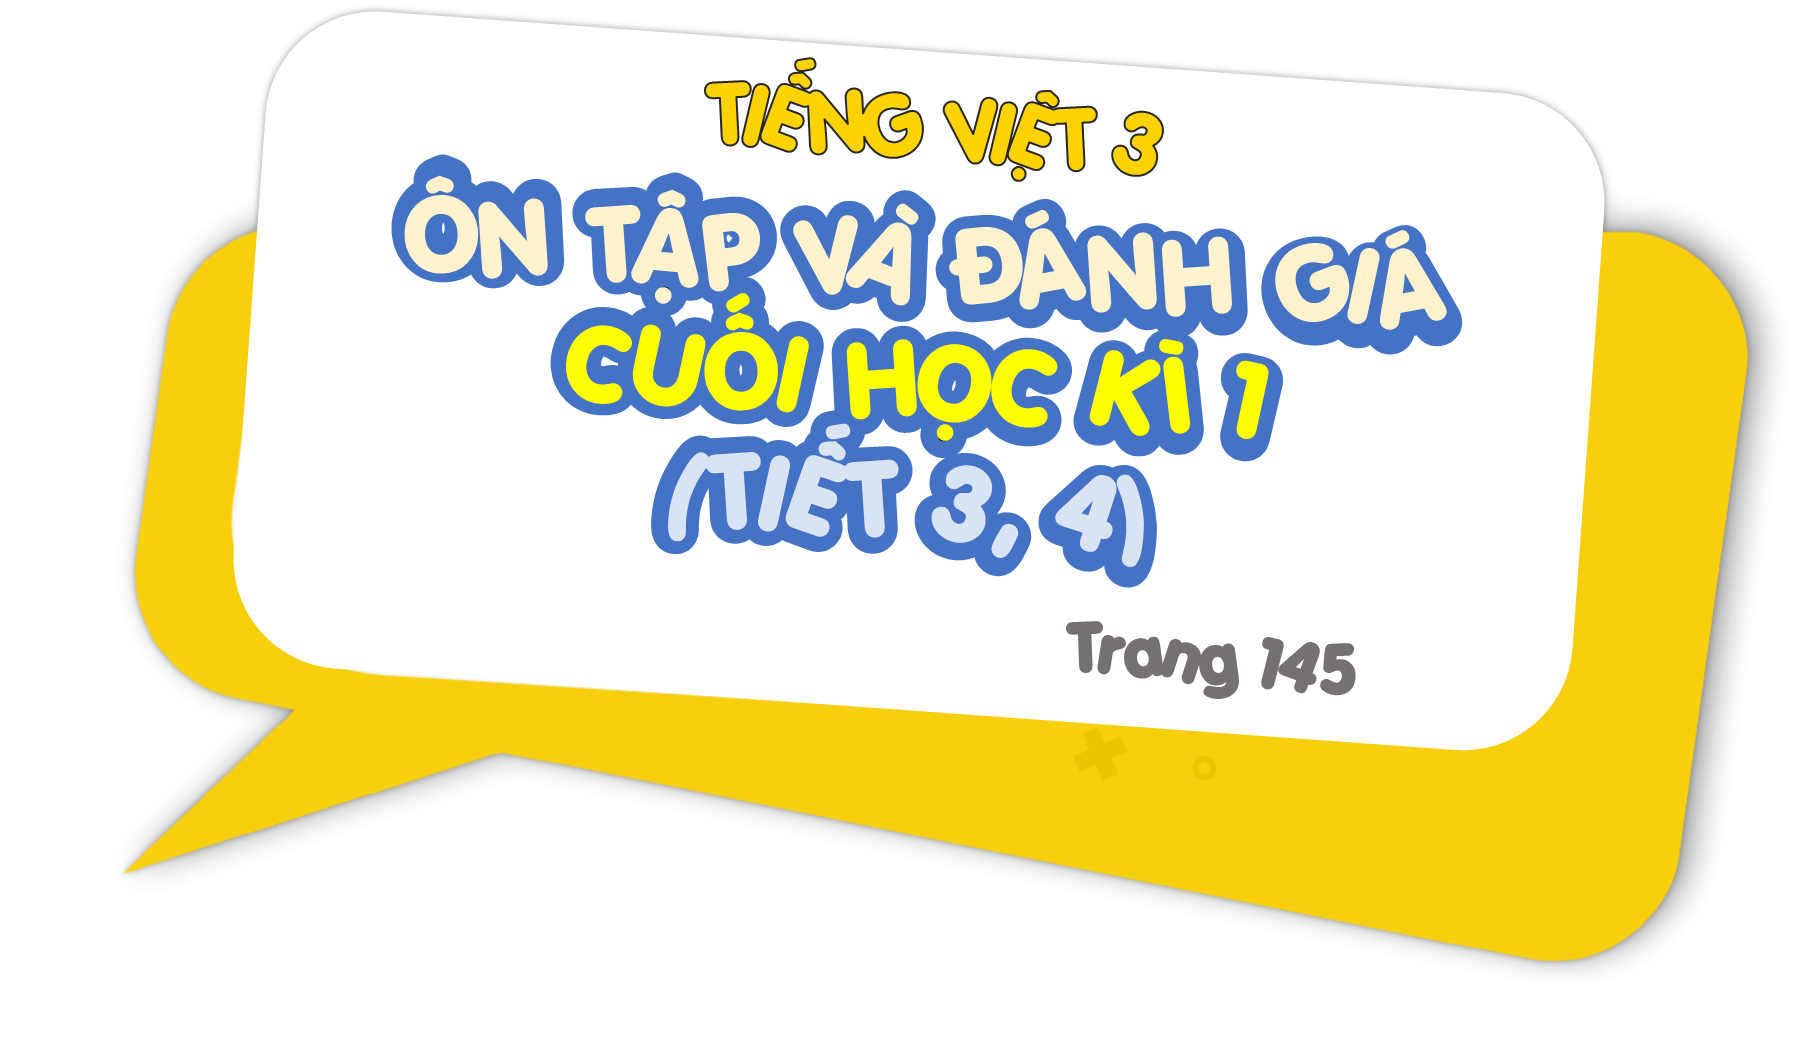 TIẾNG VIỆT 3
ÔN TẬP VÀ ĐÁNH GIÁ
CUỐI HỌC KÌ 1
(TIẾT 3, 4)
Trang 145